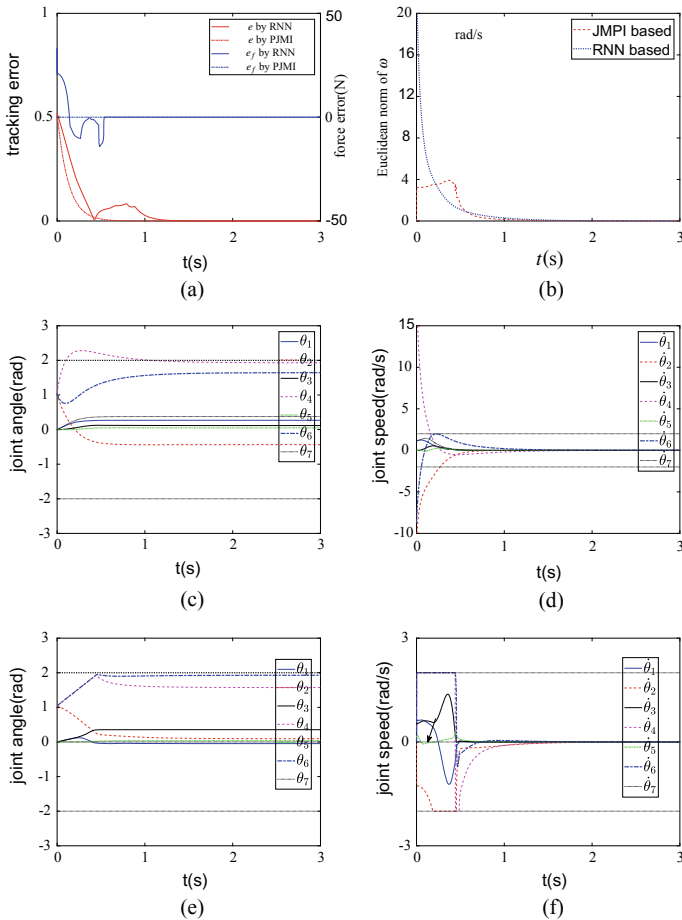 e by RNN
e by PJMI
e_f by RNN
e_f by PJMI
50
0
-50
force error(N)
1
0.5
0
tracking error
0 1 2 3
t(s)
(a)
rad/s
JMPI based
RNN based
20
16
12
8
4
0
Euclidean norm of ω
0 1 2 3
t(s)
(b)
3
2
1
0
-1
-2
-3
joint angle(rad)
θ₁
θ₂
θ₃
θ₄
θ₅
θ₆
θ₇
0 1 2 3
t(s)
(c)
15
10
5
0
-5
-10
joint speed(rad/s)
θ̇₁
θ̇₂
θ̇₃
θ̇₄
θ̇₅
θ̇₆
θ̇₇
0 1 2 3
t(s)
(d)
3
2
1
0
-1
-2
-3
joint angle(rad)
θ₁
θ₂
θ₃
θ₄
θ₅
θ₆
θ₇
0 1 2 3
t(s)
(e)
3
0
-3
joint speed(rad/s)
θ̇₁
θ̇₂
θ̇₃
θ̇₄
θ̇₅
θ̇₆
θ̇₇
0 1 2 3
t(s)
(f)